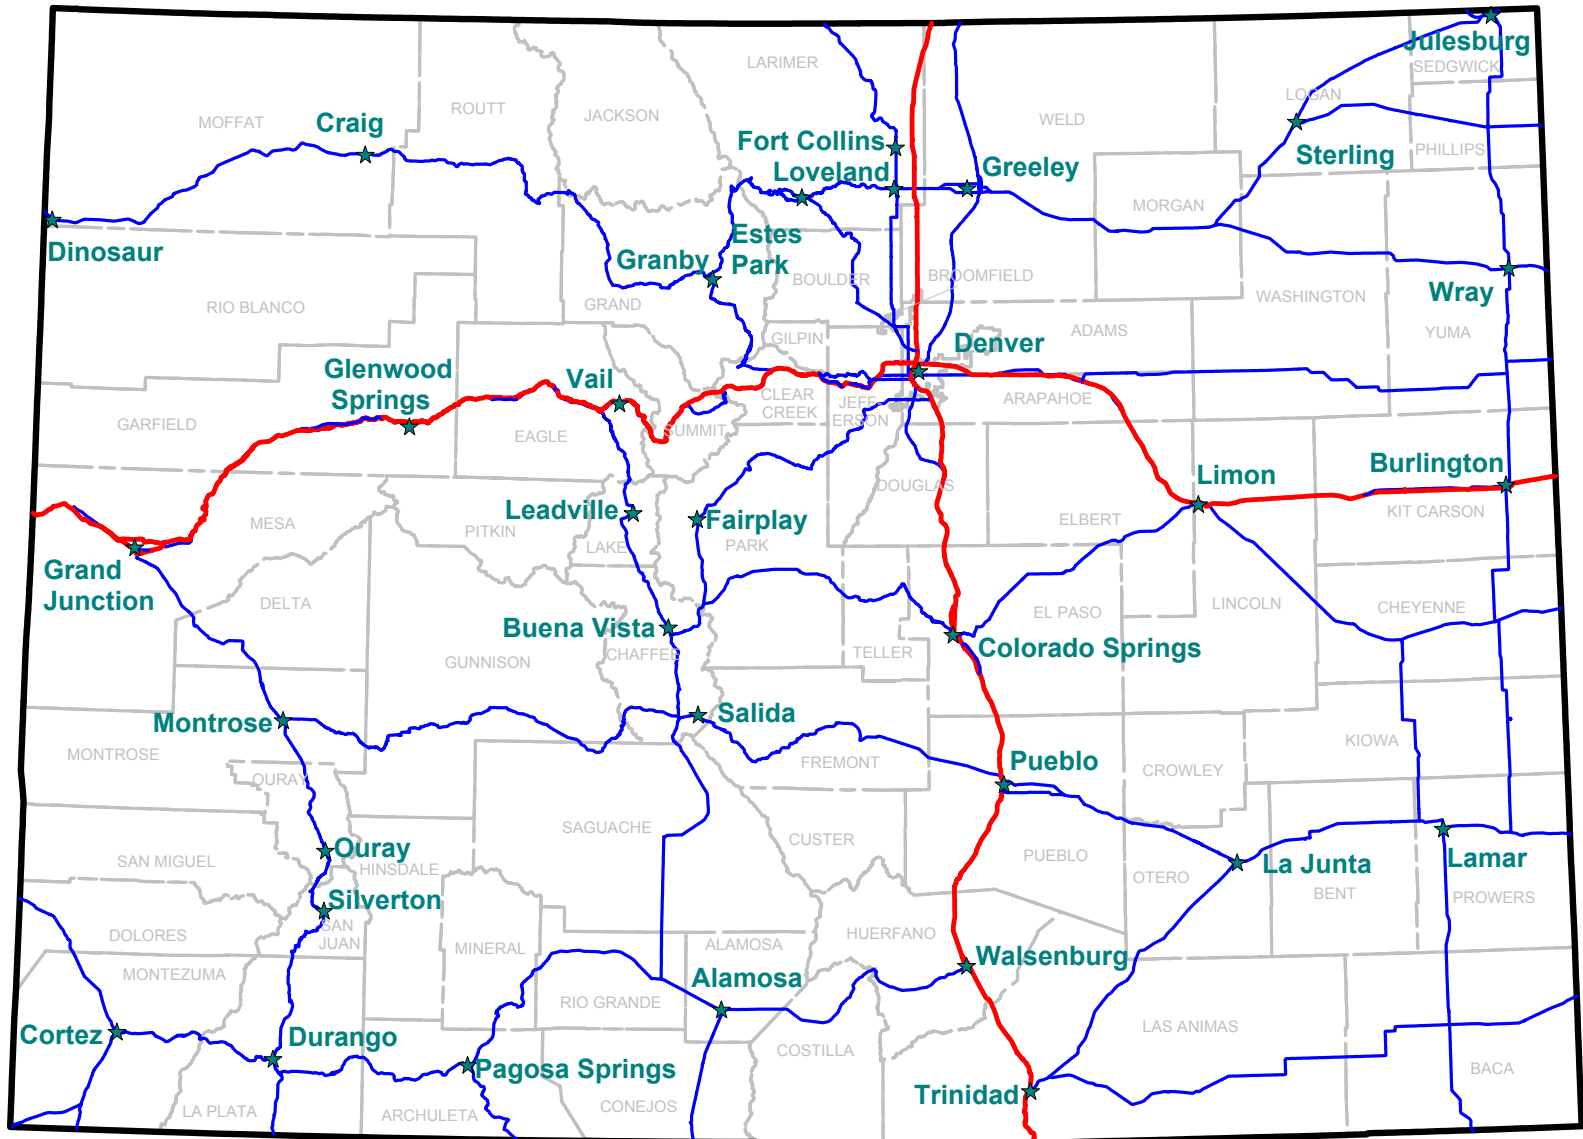 Julesburg
SEDGWICK
LARIMER
LOGAN
ROUTT
JACKSON
MOFFAT
Craig
WELD
Fort Collins
Loveland
Greeley
Sterling
PHILLIPS
MORGAN
Dinosaur
Estes
Park
Granby
BOULDER
BROOMFIELD
WASHINGTON
Wray
RIO BLANCO
GRAND
YUMA
ADAMS
GILPIN
Denver
Glenwood
Springs
Vail
CLEAR
CREEK
JEFF-
ERSON
ARAPAHOE
GARFIELD
EAGLE
SUMMIT
Limon
Burlington
DOUGLAS
KIT CARSON
Leadville
Fairplay
MESA
PITKIN
LAKE
PARK
ELBERT
Grand
Junction
DELTA
EL PASO
LINCOLN
CHEYENNE
Buena Vista
CHAFFEE
GUNNISON
TELLER
Colorado Springs
Montrose
Salida
MONTROSE
KIOWA
OURAY
FREMONT
Pueblo
CROWLEY
SAGUACHE
CUSTER
Ouray
SAN MIGUEL
HINSDALE
PUEBLO
La Junta
Lamar
OTERO
BENT
PROWERS
Silverton
SAN
JUAN
DOLORES
MINERAL
ALAMOSA
HUERFANO
Walsenburg
MONTEZUMA
Alamosa
RIO GRANDE
Cortez
Durango
LAS ANIMAS
COSTILLA
Pagosa Springs
BACA
Trinidad
LA PLATA
ARCHULETA
CONEJOS